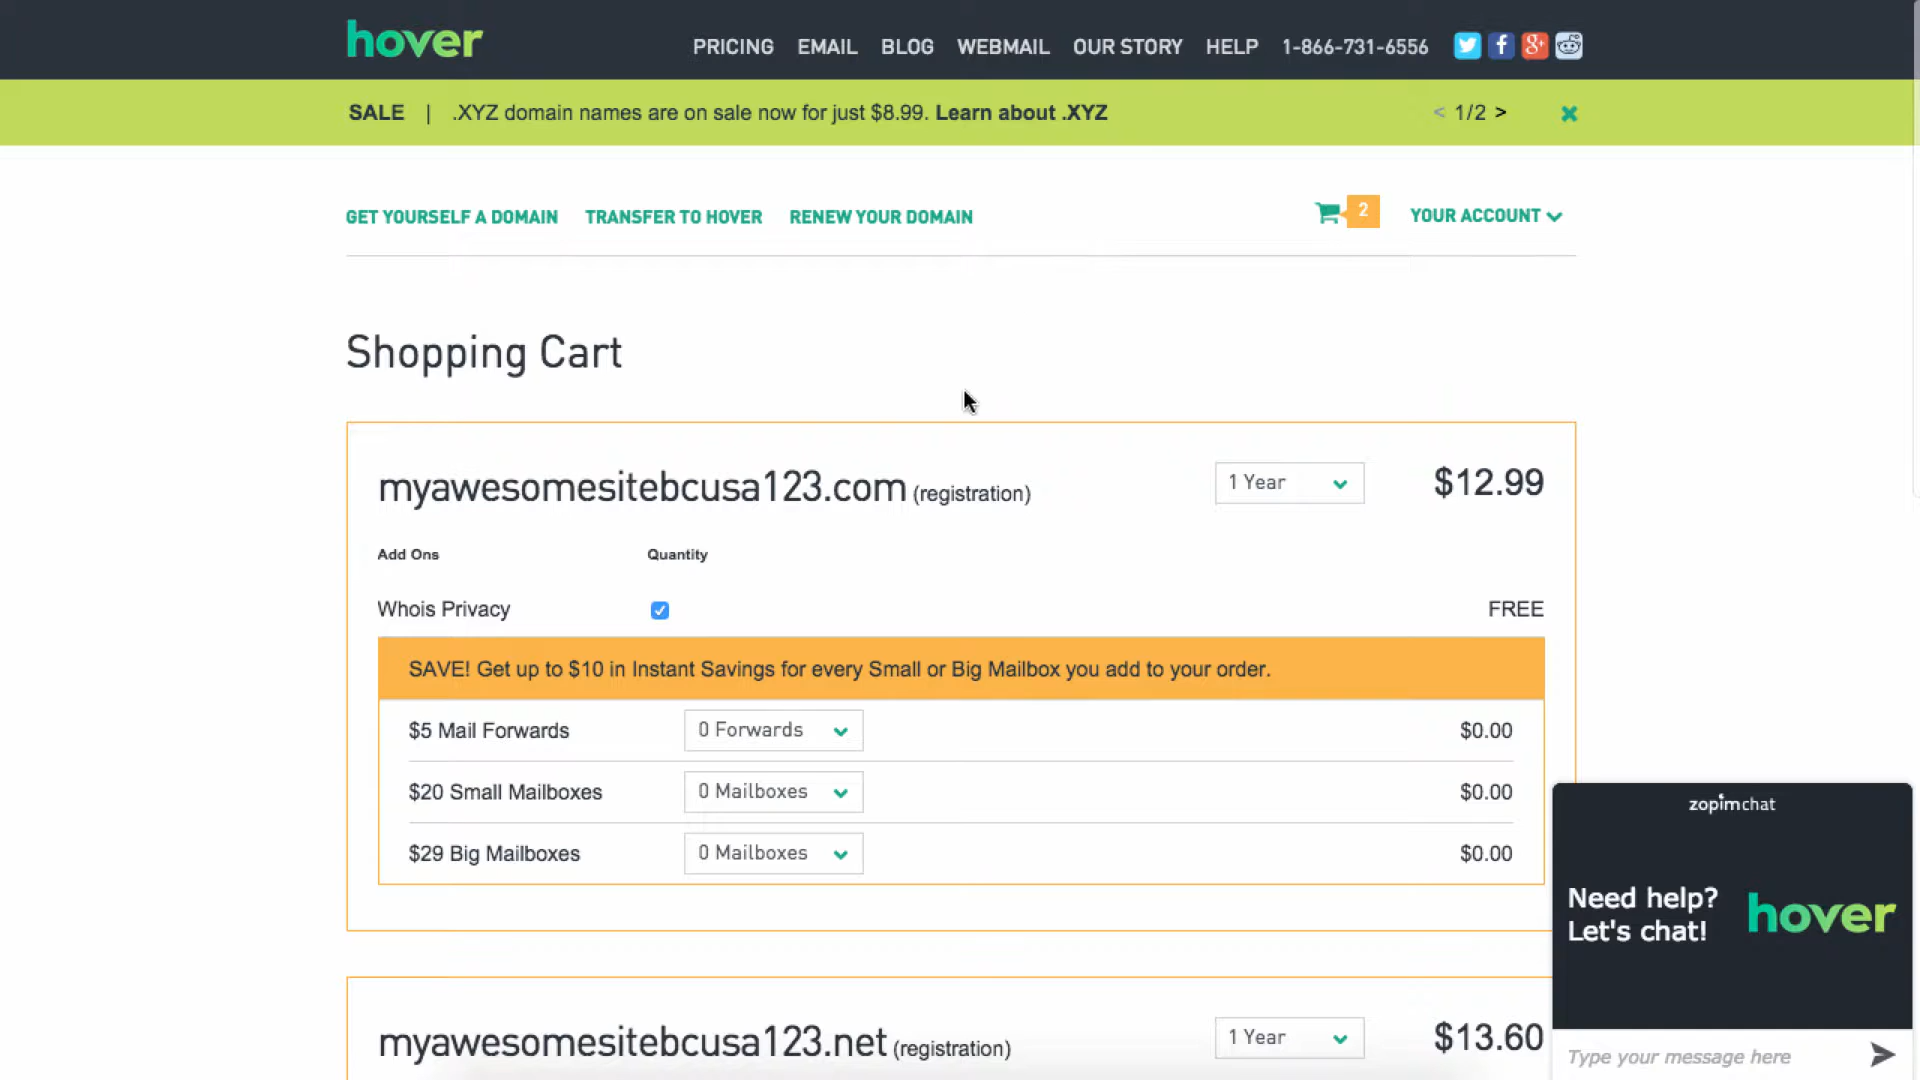 hover PRICING EMAIL BLOG WEBMAIL OUR STORY HELP 1-866-731-6556
SALE | .XYZ domain names are on sale now for just $8.99. Learn about .XYZ < 1/2 >
GET YOURSELF A DOMAIN TRANSFER TO HOVER RENEW YOUR DOMAIN 2 YOUR ACCOUNT
Shopping Cart
myawesomesitebcusa123.com (registration) 1 Year $12.99
Add Ons Quantity
Whois Privacy FREE
SAVE! Get up to $10 in Instant Savings for every Small or Big Mailbox you add to your order.
$5 Mail Forwards 0 Forwards $0.00
$20 Small Mailboxes 0 Mailboxes $0.00
$29 Big Mailboxes 0 Mailboxes $0.00
myawesomesitebcusa123.net (registration) 1 Year $13.60
zopimchat
Need help?
Let's chat!
hover
Type your message here